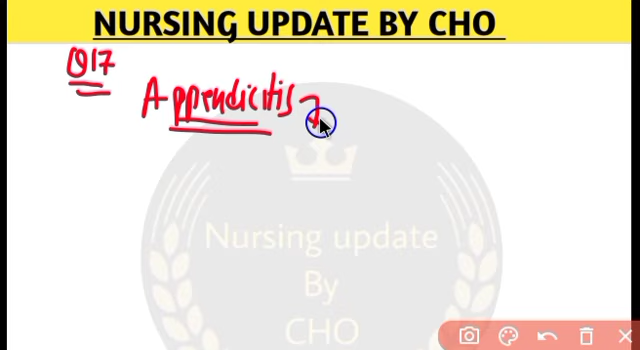 NURSING UPDATE BY CHO
Q17
Appendicitis
Nursing update
By
CHO